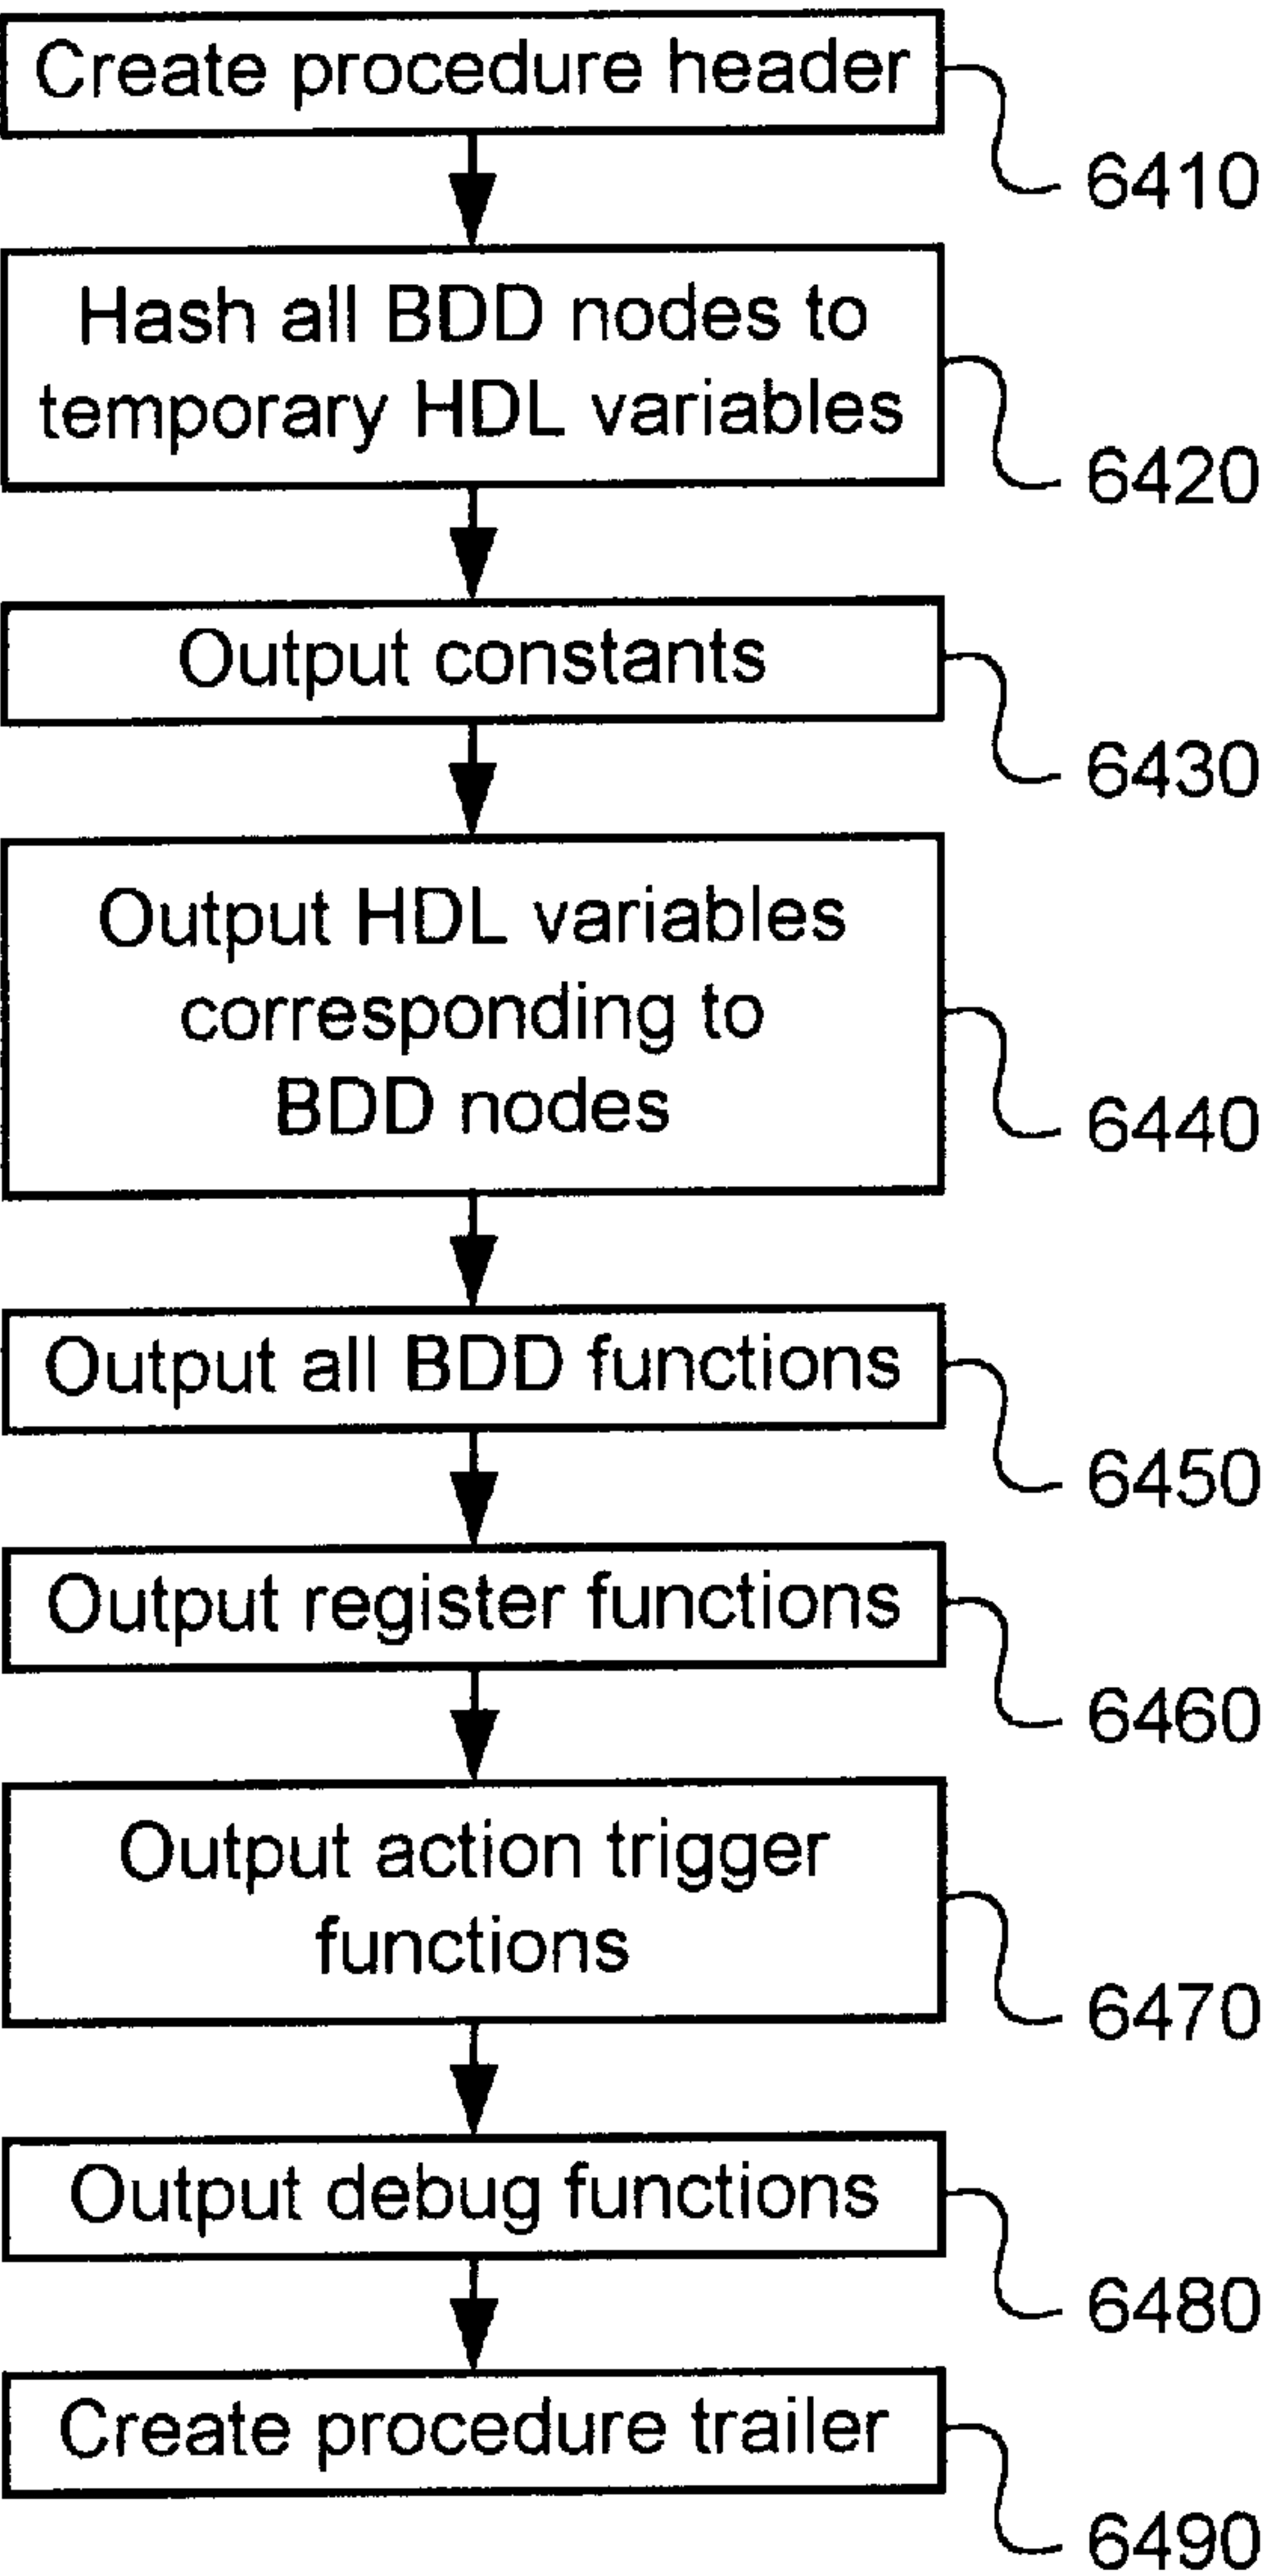 Create procedure header
6410
Hash all BDD nodes to
temporary HDL variables
6420
Output constants
6430
Output HDL variables
corresponding to
BDD nodes
6440
Output all BDD functions
6450
Output register functions
6460
Output action trigger
functions
6470
Output debug functions
6480
Create procedure trailer
6490